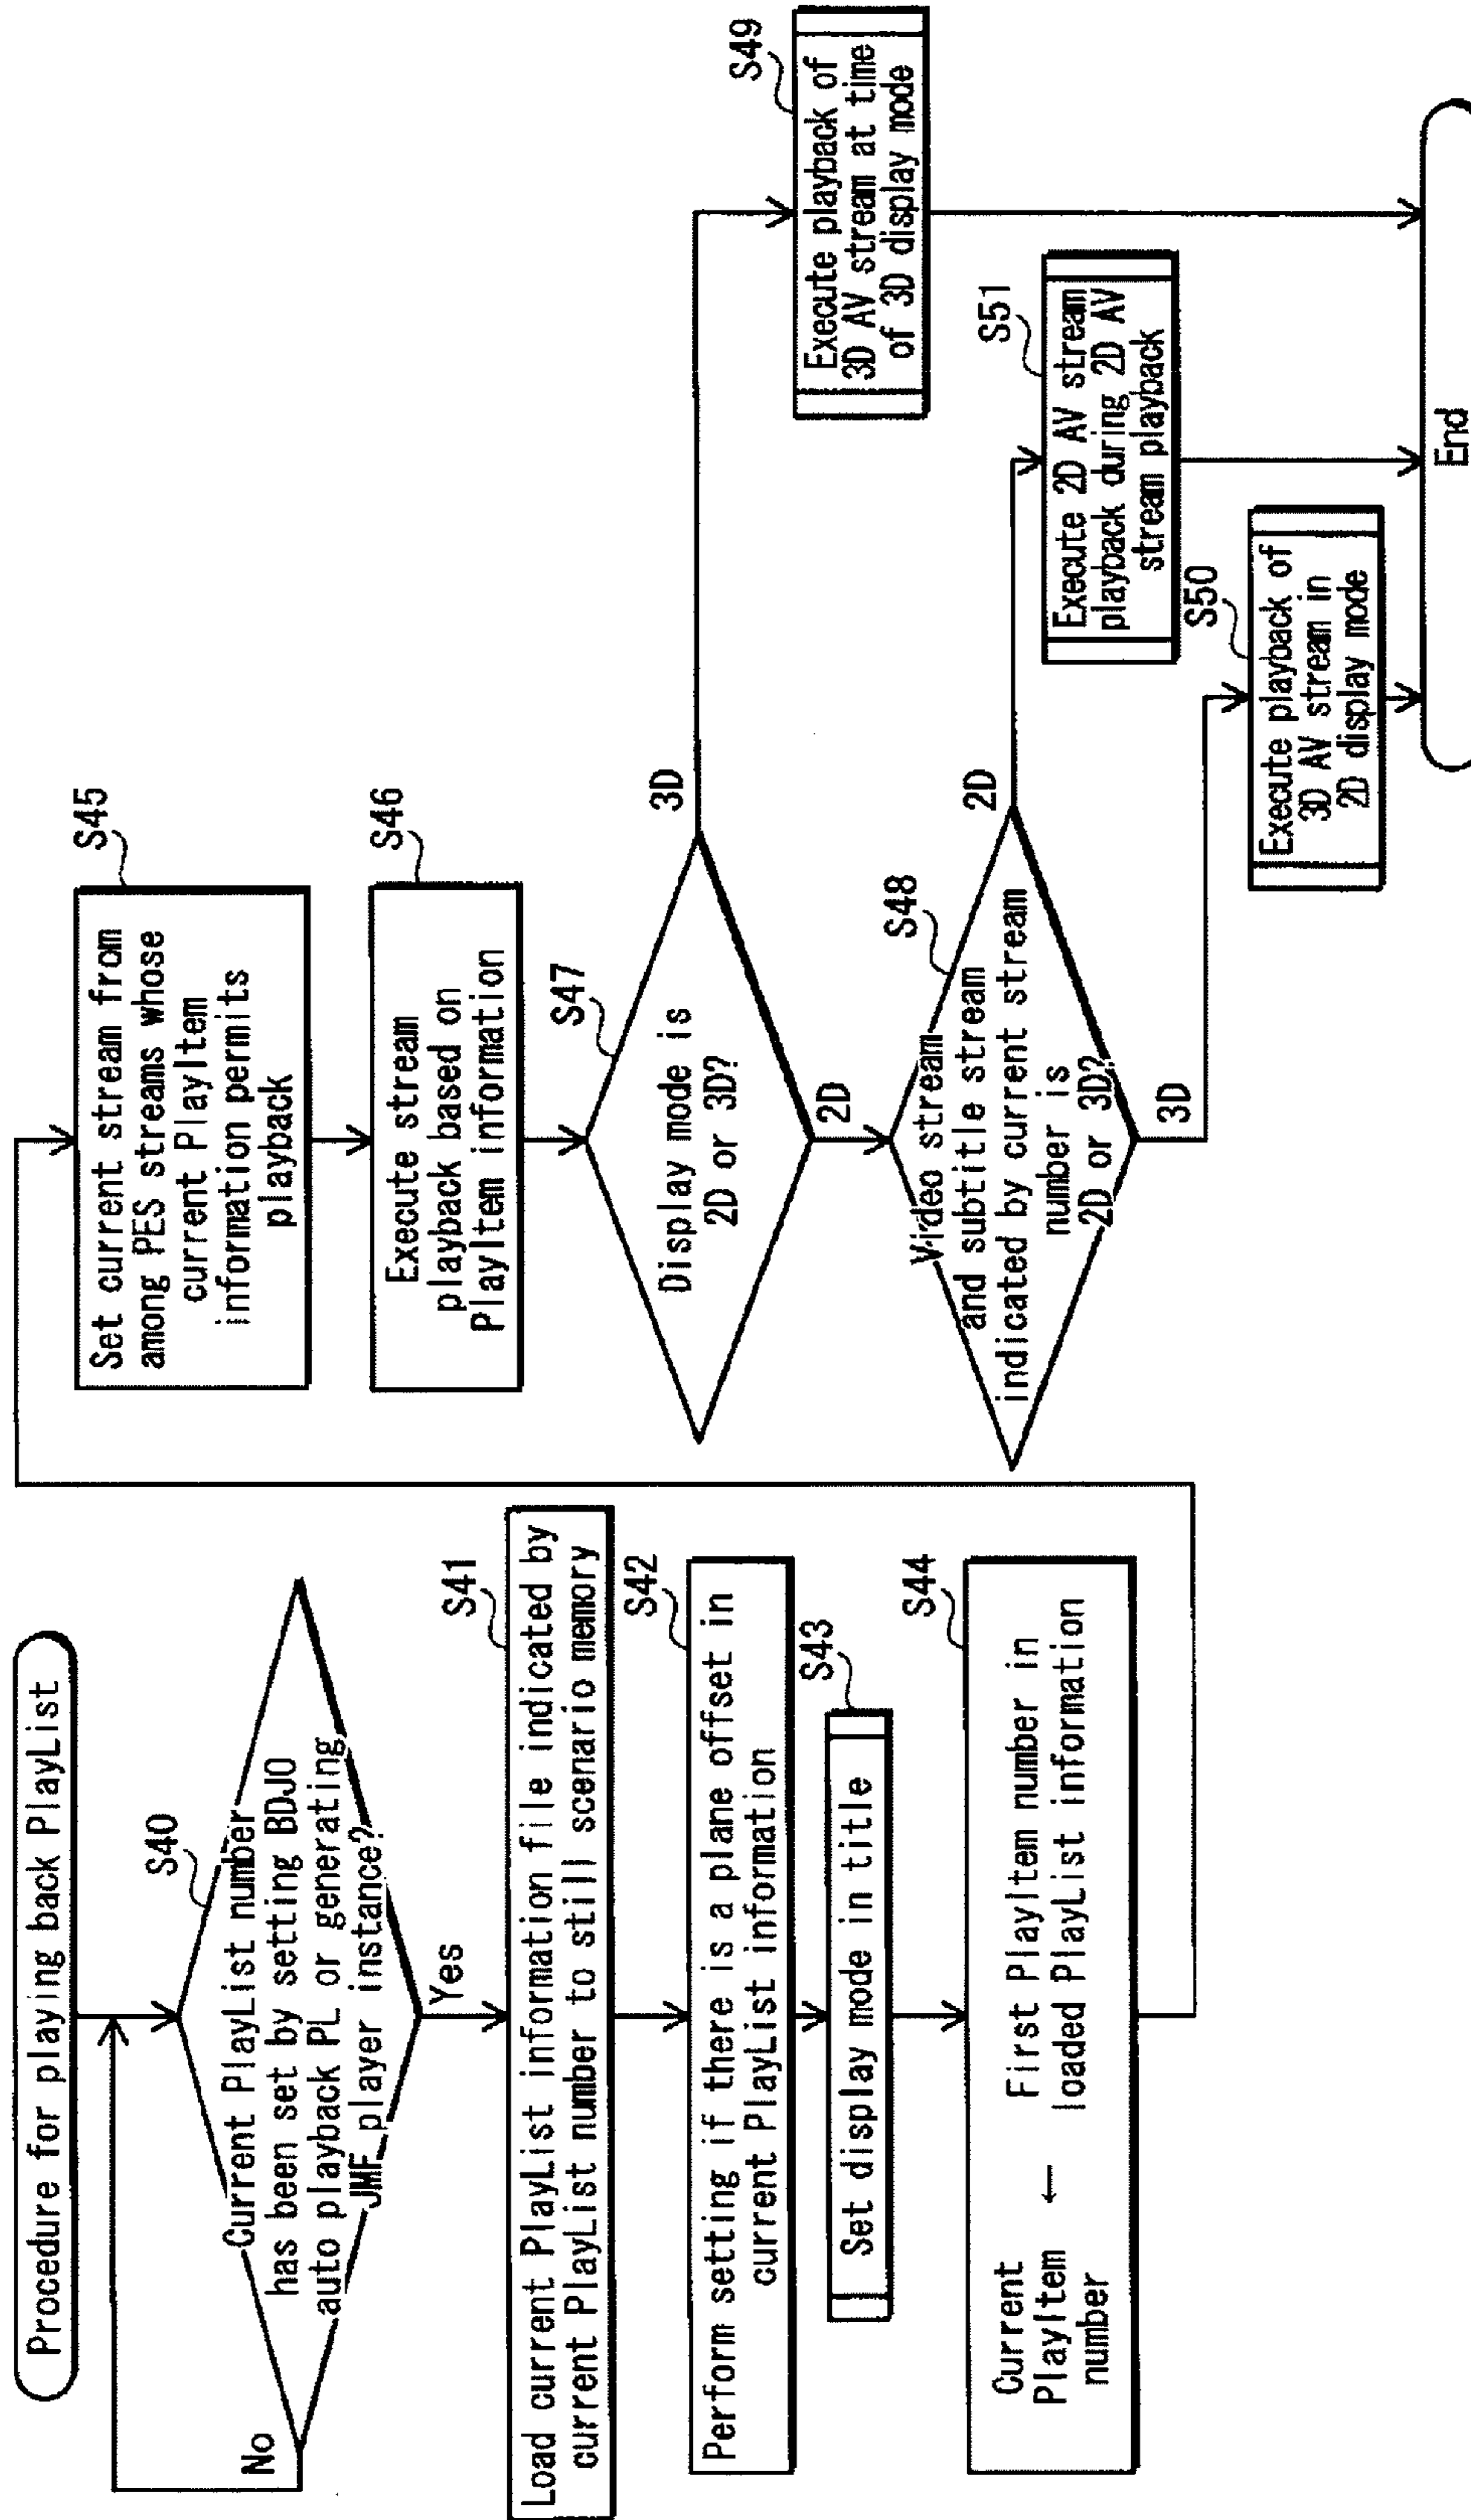 Procedure for playing back PlayList
S40
Current PlayList number
has been set by setting BDJO
auto playback PL or generating
JMF player instance?
No
Yes
S41
Load current PlayList information file indicated by
current PlayList number to still scenario memory
S42
Perform setting if there is a plane offset in
current PlayList information
S43
Set display mode in title
S44
Current
PlayItem
number
←
First PlayItem number in
loaded PlayList information
S45
Set current stream from
among PES streams whose
current PlayItem
information permits
playback
S46
Execute stream
playback based on
PlayItem information
S47
Display mode is
2D or 3D?
3D
2D
S48
Video stream
and subtitle stream
indicated by current stream
number is
2D or 3D?
2D
3D
S49
Execute playback of
3D AV stream at time
of 3D display mode
S51
Execute 2D AV stream
playback during 2D AV
stream playback
S50
Execute playback of
3D AV stream in
2D display mode
End